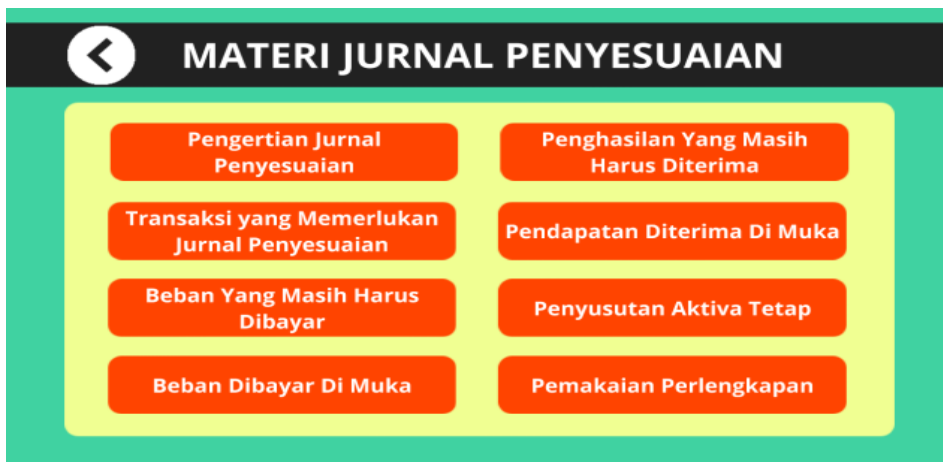 MATERI JURNAL PENYESUAIAN
Pengertian Jurnal
Penyesuaian
Transaksi yang Memerlukan
Jurnal Penyesuaian
Beban Yang Masih Harus
Dibayar
Beban Dibayar Di Muka
Penghasilan Yang Masih
Harus Diterima
Pendapatan Diterima Di Muka
Penyusutan Aktiva Tetap
Pemakaian Perlengkapan